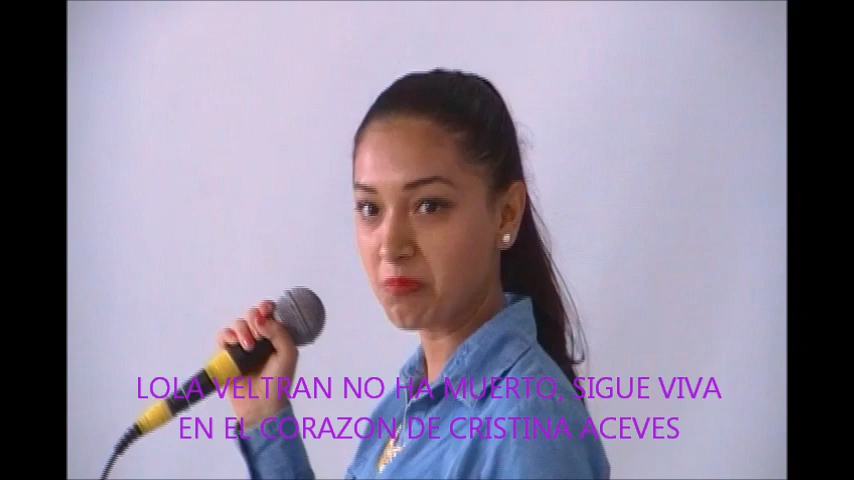 LOLA VELTRAN NO HA MUERTO, SIGUE VIVA
EN EL CORAZON DE CRISTINA ACEVES